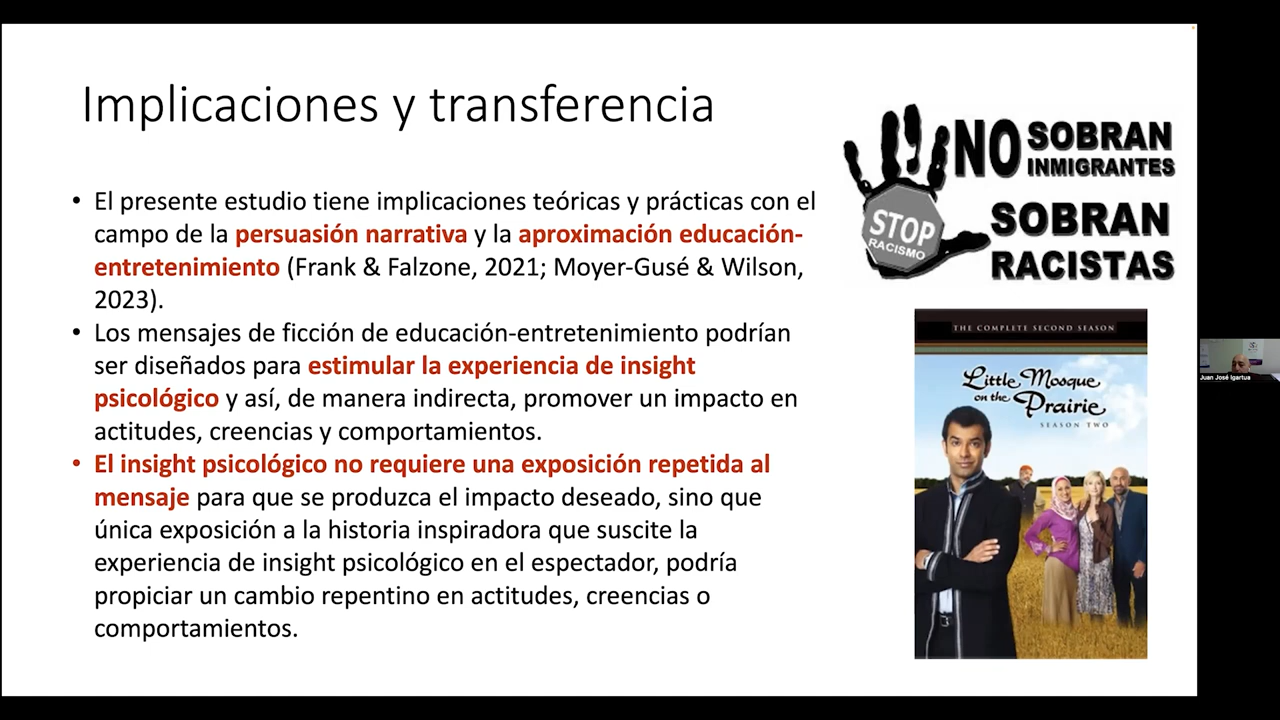 Implicaciones y transferencia
• El presente estudio tiene implicaciones teóricas y prácticas con el
campo de la persuasión narrativa y la aproximación educación-
entretenimiento (Frank & Falzone, 2021; Moyer-Gusé & Wilson,
2023).
• Los mensajes de ficción de educación-entretenimiento podrían
ser diseñados para estimular la experiencia de insight
psicológico y así, de manera indirecta, promover un impacto en
actitudes, creencias y comportamientos.
• El insight psicológico no requiere una exposición repetida al
mensaje para que se produzca el impacto deseado, sino que
única exposición a la historia inspiradora que suscite la
experiencia de insight psicológico en el espectador, podría
propiciar un cambio repentino en actitudes, creencias o
comportamientos.
NO SOBRAN
INMIGRANTES
SOBRAN
RACISTAS
STOP
RACISMO
THE COMPLETE SECOND SEASON
Little Mosque
on the Prairie
SEASON TWO
Juan José Igartua